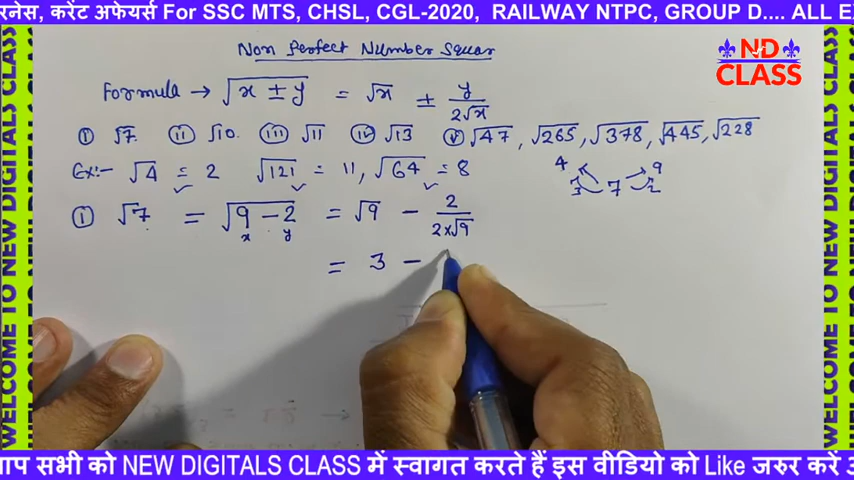 रनेस, करेंट अफेयर्स For SSC MTS, CHSL, CGL-2020, RAILWAY NTPC, GROUP D.... ALL E
ND
CLASS
Non Perfect Number Squar
Formula → √(x ± y) = √x ± y/2√x
(i) √7 (ii) √10. (iii) √11 (iv) √13 (v) √47, √265, √378, √445, √228
Ex:- √4 = 2 √121 = 11, √64 = 8
4 9
3 7 2
(i) √7 = √(9 - 2) = √9 - 2/2×√9
x y
= 3 -
WELCOME TO NEW DIGITALS CLASS
WELCOME TO NEW DIGITALS CLASS
आप सभी को NEW DIGITALS CLASS में स्वागत करते हैं इस वीडियो को Like जरुर करें